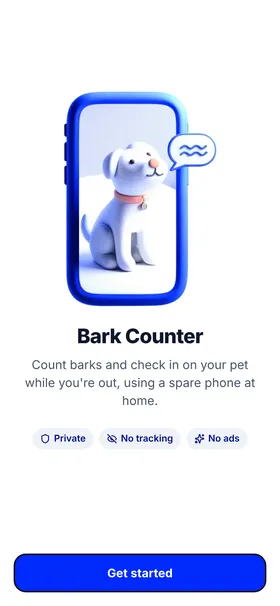 Bark Counter
Count barks and check in on your pet
while you're out, using a spare phone at
home.
Private
No tracking
No ads
Get started